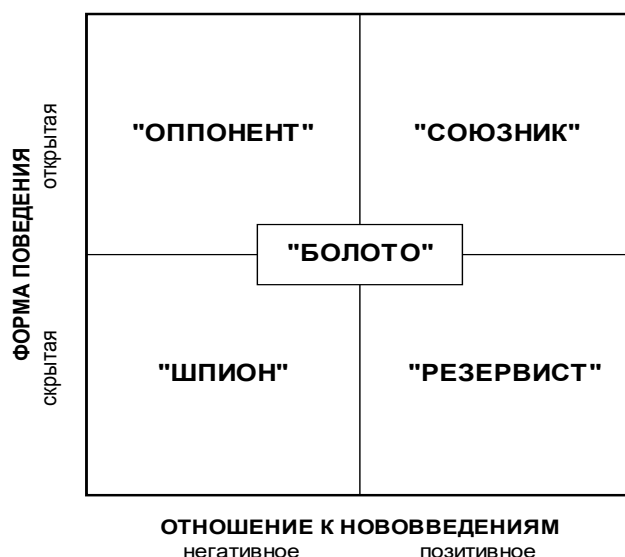 ФОРМА ПОВЕДЕНИЯ
открытая
скрытая
"ОППОНЕНТ"
"СОЮЗНИК"
"БОЛОТО"
"ШПИОН"
"РЕЗЕРВИСТ"
ОТНОШЕНИЕ К НОВОВВЕДЕНИЯМ
негативное
позитивное